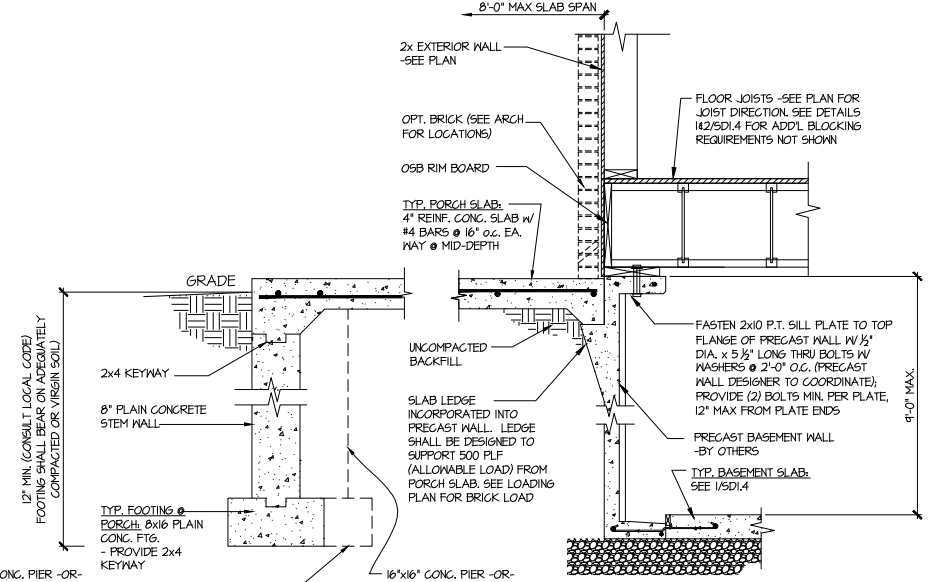 8'-0" MAX SLAB SPAN
2x EXTERIOR WALL
-SEE PLAN
OPT. BRICK (SEE ARCH
FOR LOCATIONS)
OSB RIM BOARD
TYP. PORCH SLAB:
4" REINF. CONC. SLAB W/
#4 BARS @ 16" o.c. EA.
WAY @ MID-DEPTH
FLOOR JOISTS -SEE PLAN FOR
JOIST DIRECTION. SEE DETAILS
1&2/SD1.4 FOR ADD'L BLOCKING
REQUIREMENTS NOT SHOWN
GRADE
12" MIN. (CONSULT LOCAL CODE)
FOOTING SHALL BEAR ON ADEQUATELY
COMPACTED OR VIRGIN SOIL)
2x4 KEYWAY
8" PLAIN CONCRETE
STEM WALL
TYP. FOOTING @
PORCH: 8x16 PLAIN
CONC. FTG.
- PROVIDE 2x4
KEYWAY
UNCOMPACTED
BACKFILL
SLAB LEDGE
INCORPORATED INTO
PRECAST WALL. LEDGE
SHALL BE DESIGNED TO
SUPPORT 500 PLF
(ALLOWABLE LOAD) FROM
PORCH SLAB. SEE LOADING
PLAN FOR BRICK LOAD
FASTEN 2x10 P.T. SILL PLATE TO TOP
FLANGE OF PRECAST WALL W/ ½"
DIA. x 5 ½" LONG THRU BOLTS W/
WASHERS @ 2'-0" O.C. (PRECAST
WALL DESIGNER TO COORDINATE);
PROVIDE (2) BOLTS MIN. PER PLATE,
12" MAX FROM PLATE ENDS
PRECAST BASEMENT WALL
-BY OTHERS
TYP. BASEMENT SLAB:
SEE 1/SD1.4
9'-0" MAX.
ONC. PIER -OR-
16"x16" CONC. PIER -OR-